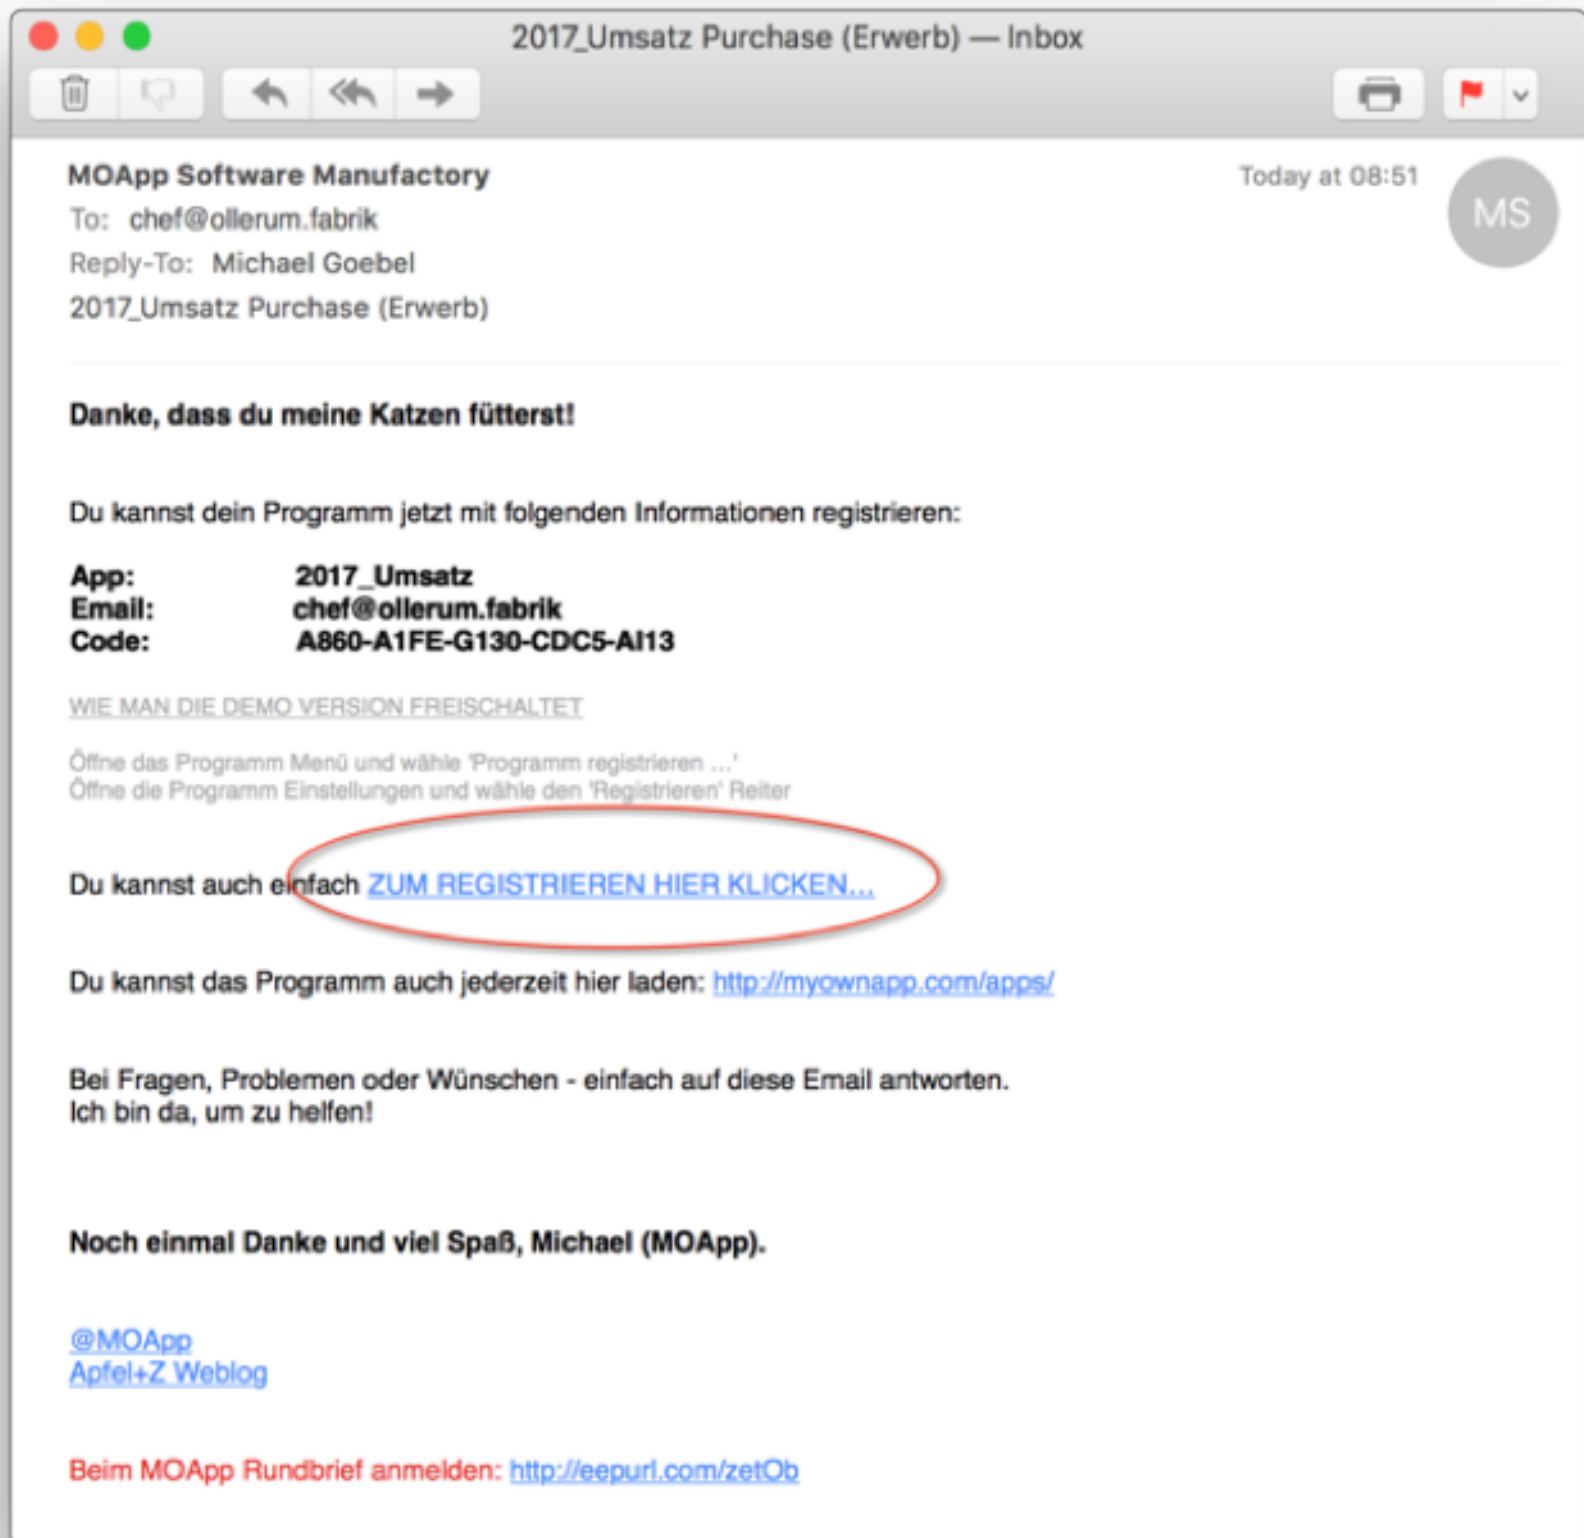 2017_Umsatz Purchase (Erwerb) — Inbox
MOApp Software Manufactory
Today at 08:51
MS
To: chef@ollerum.fabrik
Reply-To: Michael Goebel
2017_Umsatz Purchase (Erwerb)
Danke, dass du meine Katzen fütterst!
Du kannst dein Programm jetzt mit folgenden Informationen registrieren:
App: 2017_Umsatz
Email: chef@ollerum.fabrik
Code: A860-A1FE-G130-CDC5-AI13
WIE MAN DIE DEMO VERSION FREISCHALTET
Öffne das Programm Menü und wähle 'Programm registrieren ...'
Öffne die Programm Einstellungen und wähle den 'Registrieren' Reiter
Du kannst auch einfach ZUM REGISTRIEREN HIER KLICKEN...
Du kannst das Programm auch jederzeit hier laden: http://myownapp.com/apps/
Bei Fragen, Problemen oder Wünschen - einfach auf diese Email antworten.
Ich bin da, um zu helfen!
Noch einmal Danke und viel Spaß, Michael (MOApp).
@MOApp
Apfel+Z Weblog
Beim MOApp Rundbrief anmelden: http://eepurl.com/zetOb